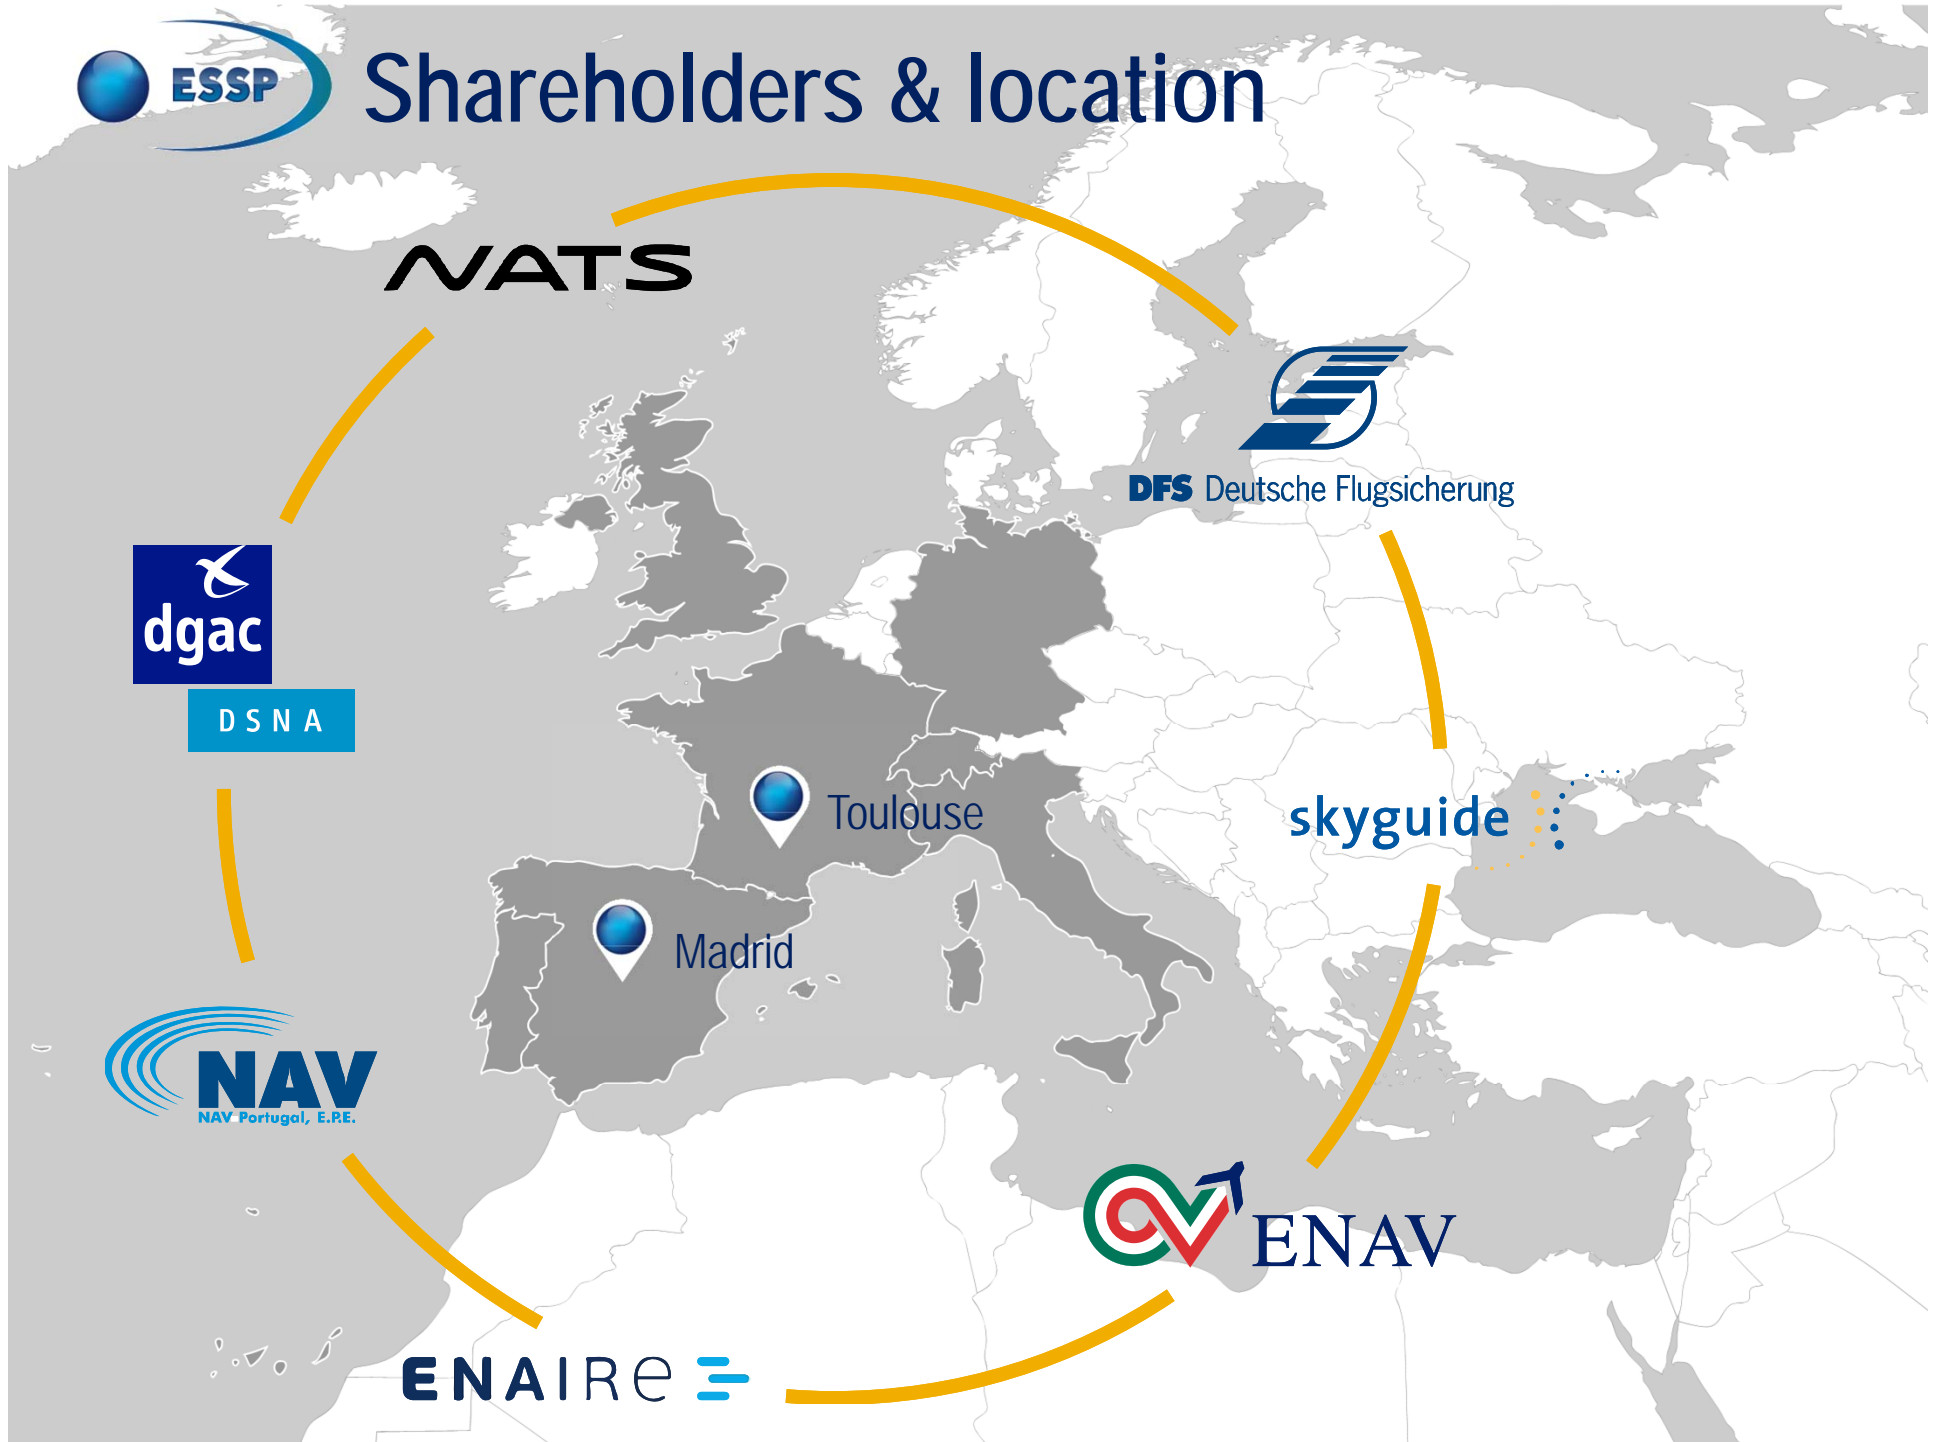 ESSP
Shareholders & location
NATS
DFS Deutsche Flugsicherung
dgac
DSNA
Toulouse
skyguide
Madrid
NAV
NAV Portugal, E.P.E.
ENAV
ENAIRe